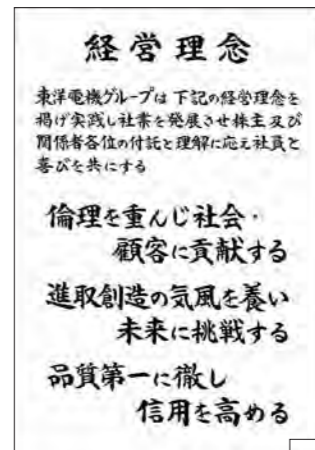 経営理念
東洋電機グループは下記の経営理念を
掲げ実践し社業を発展させ株主及び
関係者各位の付託と理解に応え社員と
喜びを共にする
倫理を重んじ社会・
顧客に貢献する
進取創造の気風を養い
未来に挑戦する
品質第一に徹し
信用を高める